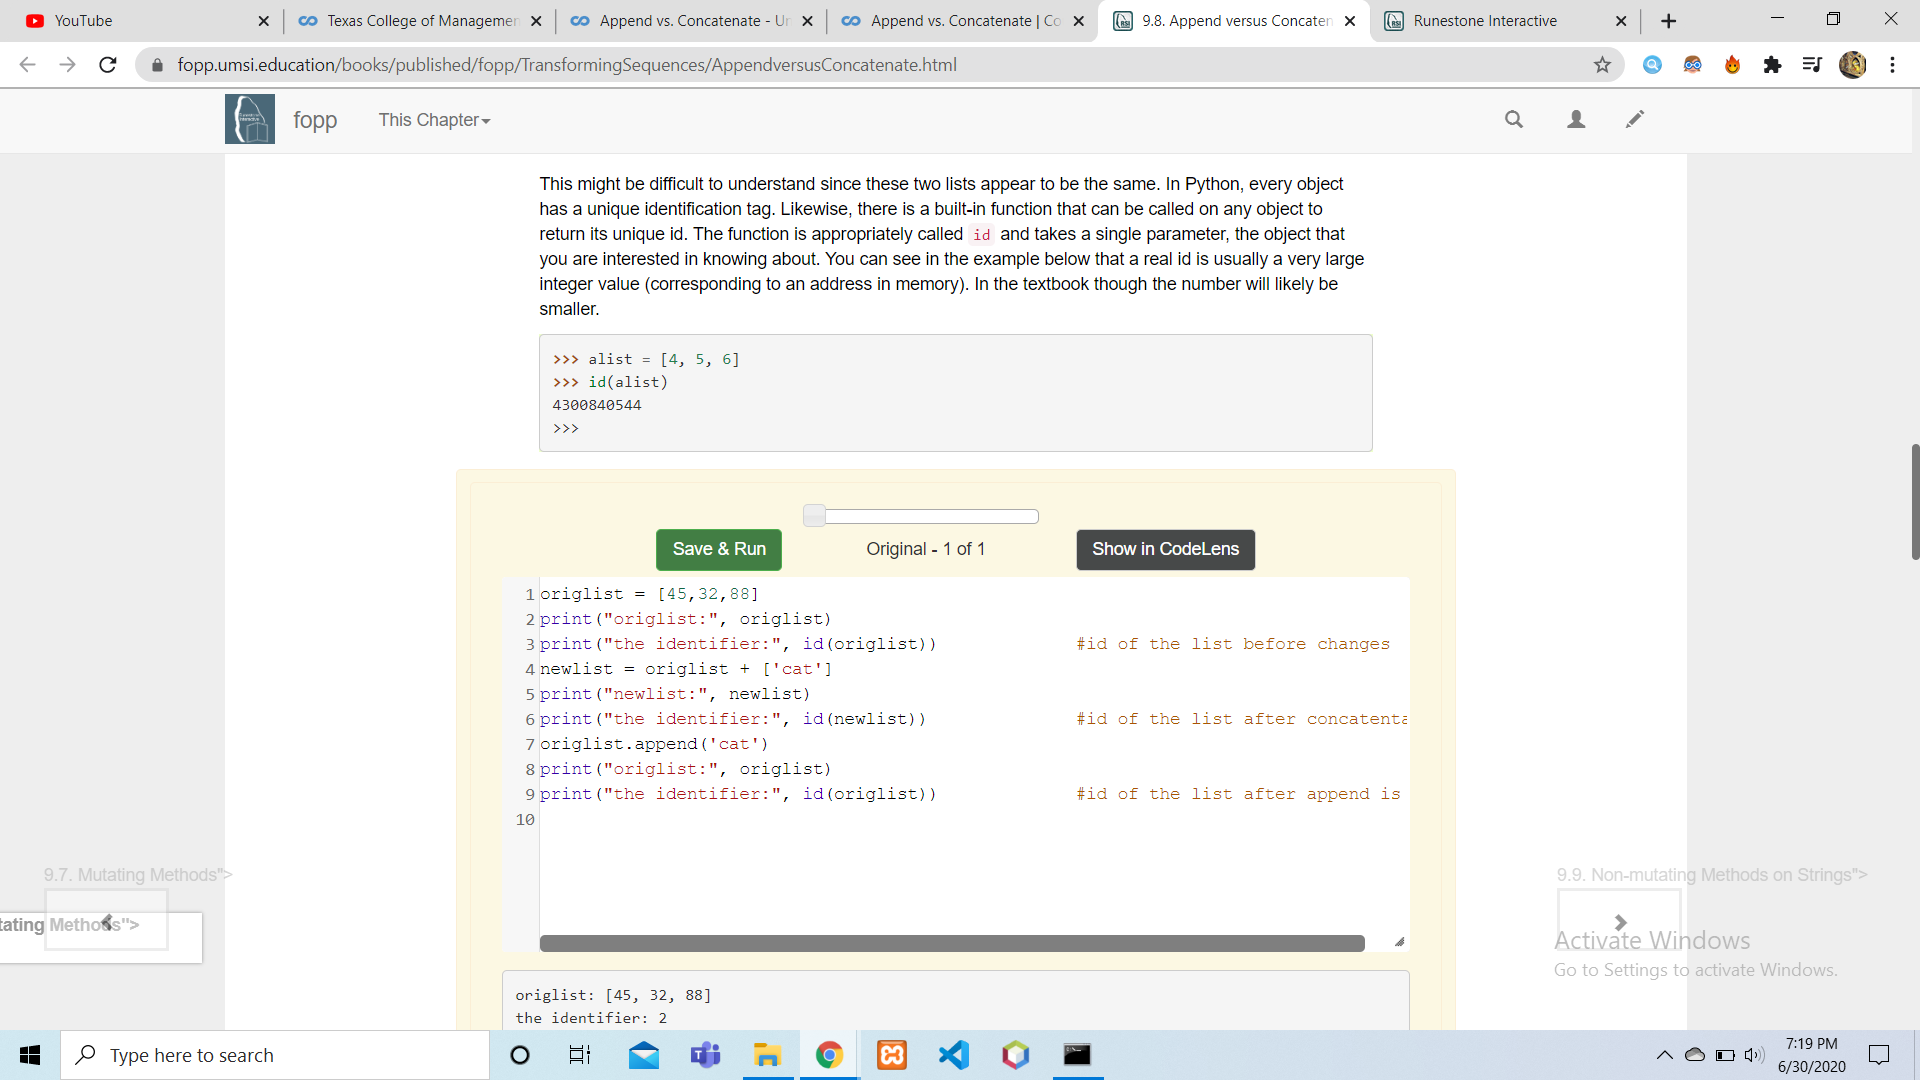 YouTube
Texas College of Managemen
Append vs. Concatenate - Un
Append vs. Concatenate | Co
9.8. Append versus Concaten
Runestone Interactive
fopp.umsi.education/books/published/fopp/TransformingSequences/AppendversusConcatenate.html
fopp This Chapter
This might be difficult to understand since these two lists appear to be the same. In Python, every object
has a unique identification tag. Likewise, there is a built-in function that can be called on any object to
return its unique id. The function is appropriately called id and takes a single parameter, the object that
you are interested in knowing about. You can see in the example below that a real id is usually a very large
integer value (corresponding to an address in memory). In the textbook though the number will likely be
smaller.
>>> alist = [4, 5, 6]
>>> id(alist)
4300840544
>>>
Save & Run
Original - 1 of 1
Show in CodeLens
1 origlist = [45,32,88]
2 print("origlist:", origlist)
3 print("the identifier:", id(origlist)) #id of the list before changes
4 newlist = origlist + ['cat']
5 print("newlist:", newlist)
6 print("the identifier:", id(newlist)) #id of the list after concatenta
7 origlist.append('cat')
8 print("origlist:", origlist)
9 print("the identifier:", id(origlist)) #id of the list after append is
10
9.7. Mutating Methods">
tating Methods">
9.9. Non-mutating Methods on Strings">
Activate Windows
Go to Settings to activate Windows.
origlist: [45, 32, 88]
the identifier: 2
Type here to search
7:19 PM
6/30/2020